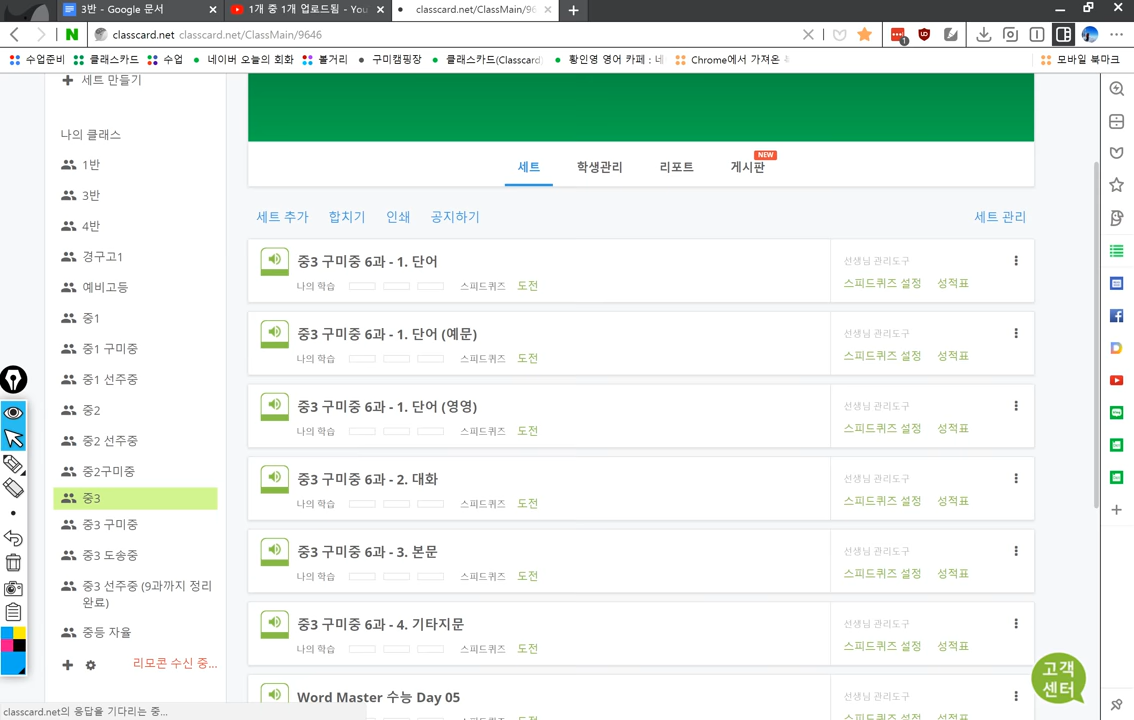 3반 - Google 문서
1개 중 1개 업로드됨 - You
classcard.net/ClassMain/96
N
classcard.net classcard.net/ClassMain/9646
수업준비
클래스카드
수업
네이버 오늘의 회화
볼거리
구미캠핑장
클래스카드(Classcard
황인영 영어 카페 : 네
Chrome에서 가져온
모바일 북마크
세트 만들기
나의 클래스
1반
3반
4반
경구고1
예비고등
중1
중1 구미중
중1 선주중
중2
중2 선주중
중2구미중
중3
중3 구미중
중3 도송중
중3 선주중 (9과까지 정리
완료)
중등 자율
리모콘 수신 중...
세트
학생관리
리포트
게시판
NEW
세트 추가
합치기
인쇄
공지하기
세트 관리
중3 구미중 6과 - 1. 단어
나의 학습
스피드퀴즈 도전
선생님 관리도구
스피드퀴즈 설정 성적표
중3 구미중 6과 - 1. 단어 (예문)
나의 학습
스피드퀴즈 도전
선생님 관리도구
스피드퀴즈 설정 성적표
중3 구미중 6과 - 1. 단어 (영영)
나의 학습
스피드퀴즈 도전
선생님 관리도구
스피드퀴즈 설정 성적표
중3 구미중 6과 - 2. 대화
나의 학습
스피드퀴즈 도전
선생님 관리도구
스피드퀴즈 설정 성적표
중3 구미중 6과 - 3. 본문
나의 학습
스피드퀴즈 도전
선생님 관리도구
스피드퀴즈 설정 성적표
중3 구미중 6과 - 4. 기타지문
나의 학습
스피드퀴즈 도전
선생님 관리도구
스피드퀴즈 설정 성적표
Word Master 수능 Day 05
나의 학습
스피드퀴즈 도전
선생님 관리도구
스피드퀴즈 설정 성적표
고객
센터
classcard.net의 응답을 기다리는 중...